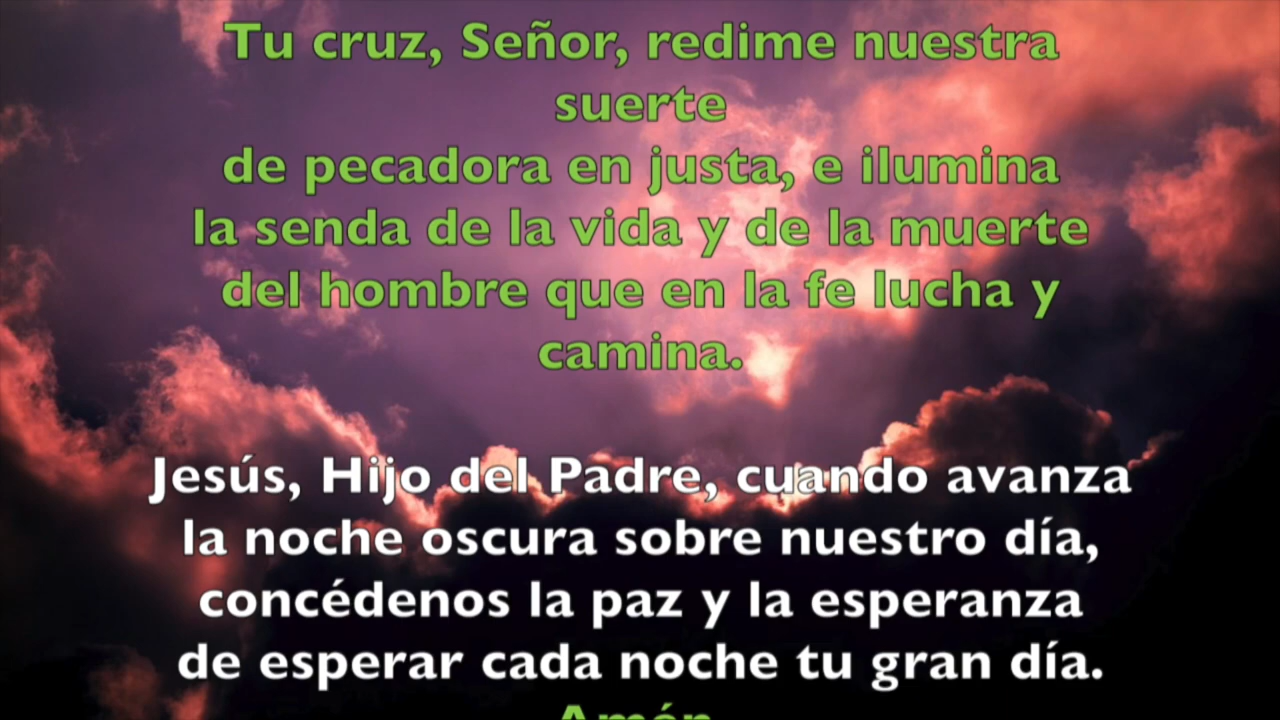 Tu cruz, Señor, redime nuestra
suerte
de pecadora en justa, e ilumina
la senda de la vida y de la muerte
del hombre que en la fe lucha y
camina.
Jesús, Hijo del Padre, cuando avanza
la noche oscura sobre nuestro día,
concédenos la paz y la esperanza
de esperar cada noche tu gran día.
Amén